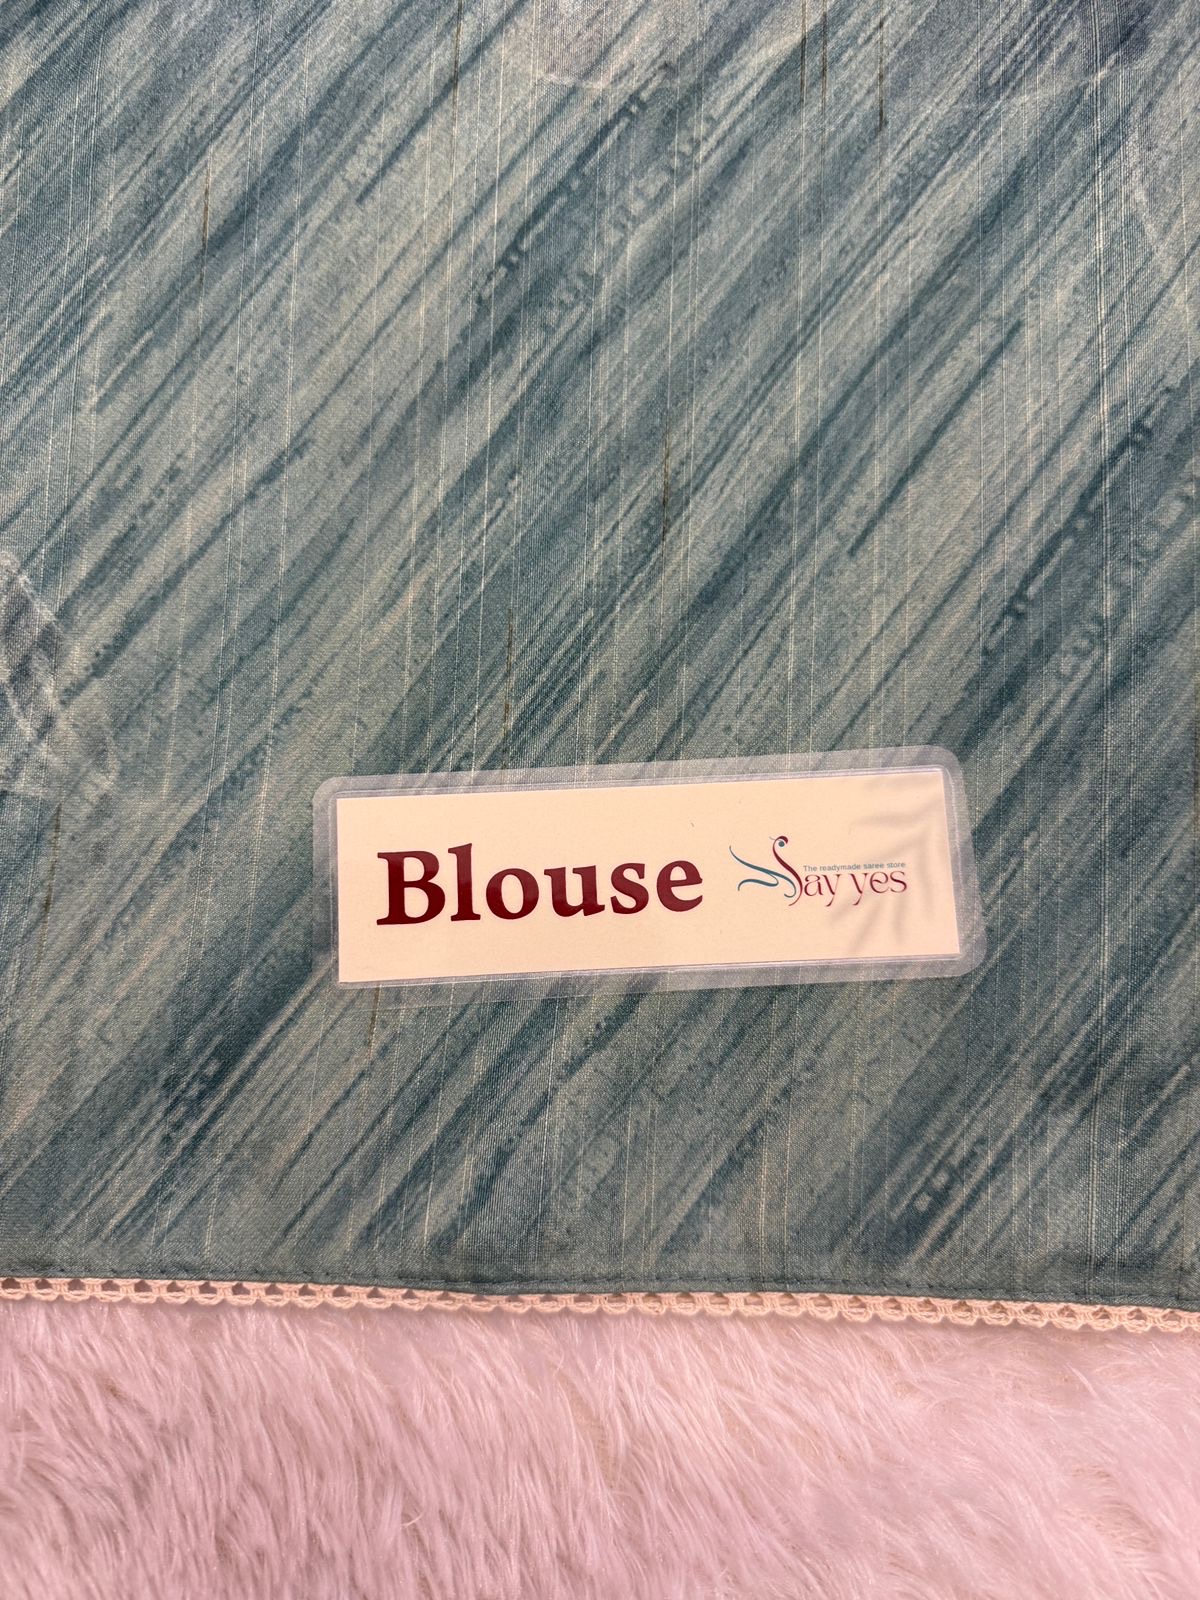 Blouse
The readymade saree store
Say yes